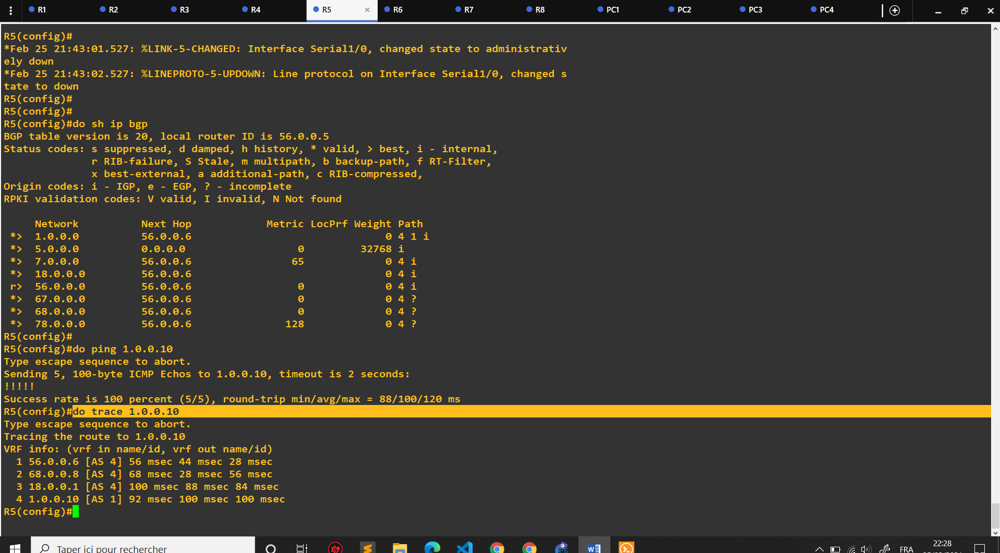 R1 R2 R3 R4 R5 × R6 R7 R8 PC1 PC2 PC3 PC4
R5(config)#
*Feb 25 21:43:01.527: %LINK-5-CHANGED: Interface Serial1/0, changed state to administrativ
ely down
*Feb 25 21:43:02.527: %LINEPROTO-5-UPDOWN: Line protocol on Interface Serial1/0, changed s
tate to down
R5(config)#
R5(config)#
R5(config)#do sh ip bgp
BGP table version is 20, local router ID is 56.0.0.5
Status codes: s suppressed, d damped, h history, * valid, > best, i - internal,
              r RIB-failure, S Stale, m multipath, b backup-path, f RT-Filter,
              x best-external, a additional-path, c RIB-compressed,
Origin codes: i - IGP, e - EGP, ? - incomplete
RPKI validation codes: V valid, I invalid, N Not found
     Network          Next Hop            Metric LocPrf Weight Path
 *>  1.0.0.0          56.0.0.6                               0 4 1 i
 *>  5.0.0.0          0.0.0.0                  0         32768 i
 *>  7.0.0.0          56.0.0.6                65             0 4 i
 *>  18.0.0.0         56.0.0.6                               0 4 i
 r>  56.0.0.0         56.0.0.6                 0             0 4 i
 *>  67.0.0.0         56.0.0.6                 0             0 4 ?
 *>  68.0.0.0         56.0.0.6                 0             0 4 ?
 *>  78.0.0.0         56.0.0.6               128             0 4 ?
R5(config)#
R5(config)#do ping 1.0.0.10
Type escape sequence to abort.
Sending 5, 100-byte ICMP Echos to 1.0.0.10, timeout is 2 seconds:
!!!!!
Success rate is 100 percent (5/5), round-trip min/avg/max = 88/100/120 ms
R5(config)#do trace 1.0.0.10
Type escape sequence to abort.
Tracing the route to 1.0.0.10
VRF info: (vrf in name/id, vrf out name/id)
  1 56.0.0.6 [AS 4] 56 msec 44 msec 28 msec
  2 68.0.0.8 [AS 4] 68 msec 28 msec 56 msec
  3 18.0.0.1 [AS 4] 100 msec 88 msec 84 msec
  4 1.0.0.10 [AS 1] 92 msec 100 msec 100 msec
R5(config)#
Taper ici pour rechercher
FRA
22:28